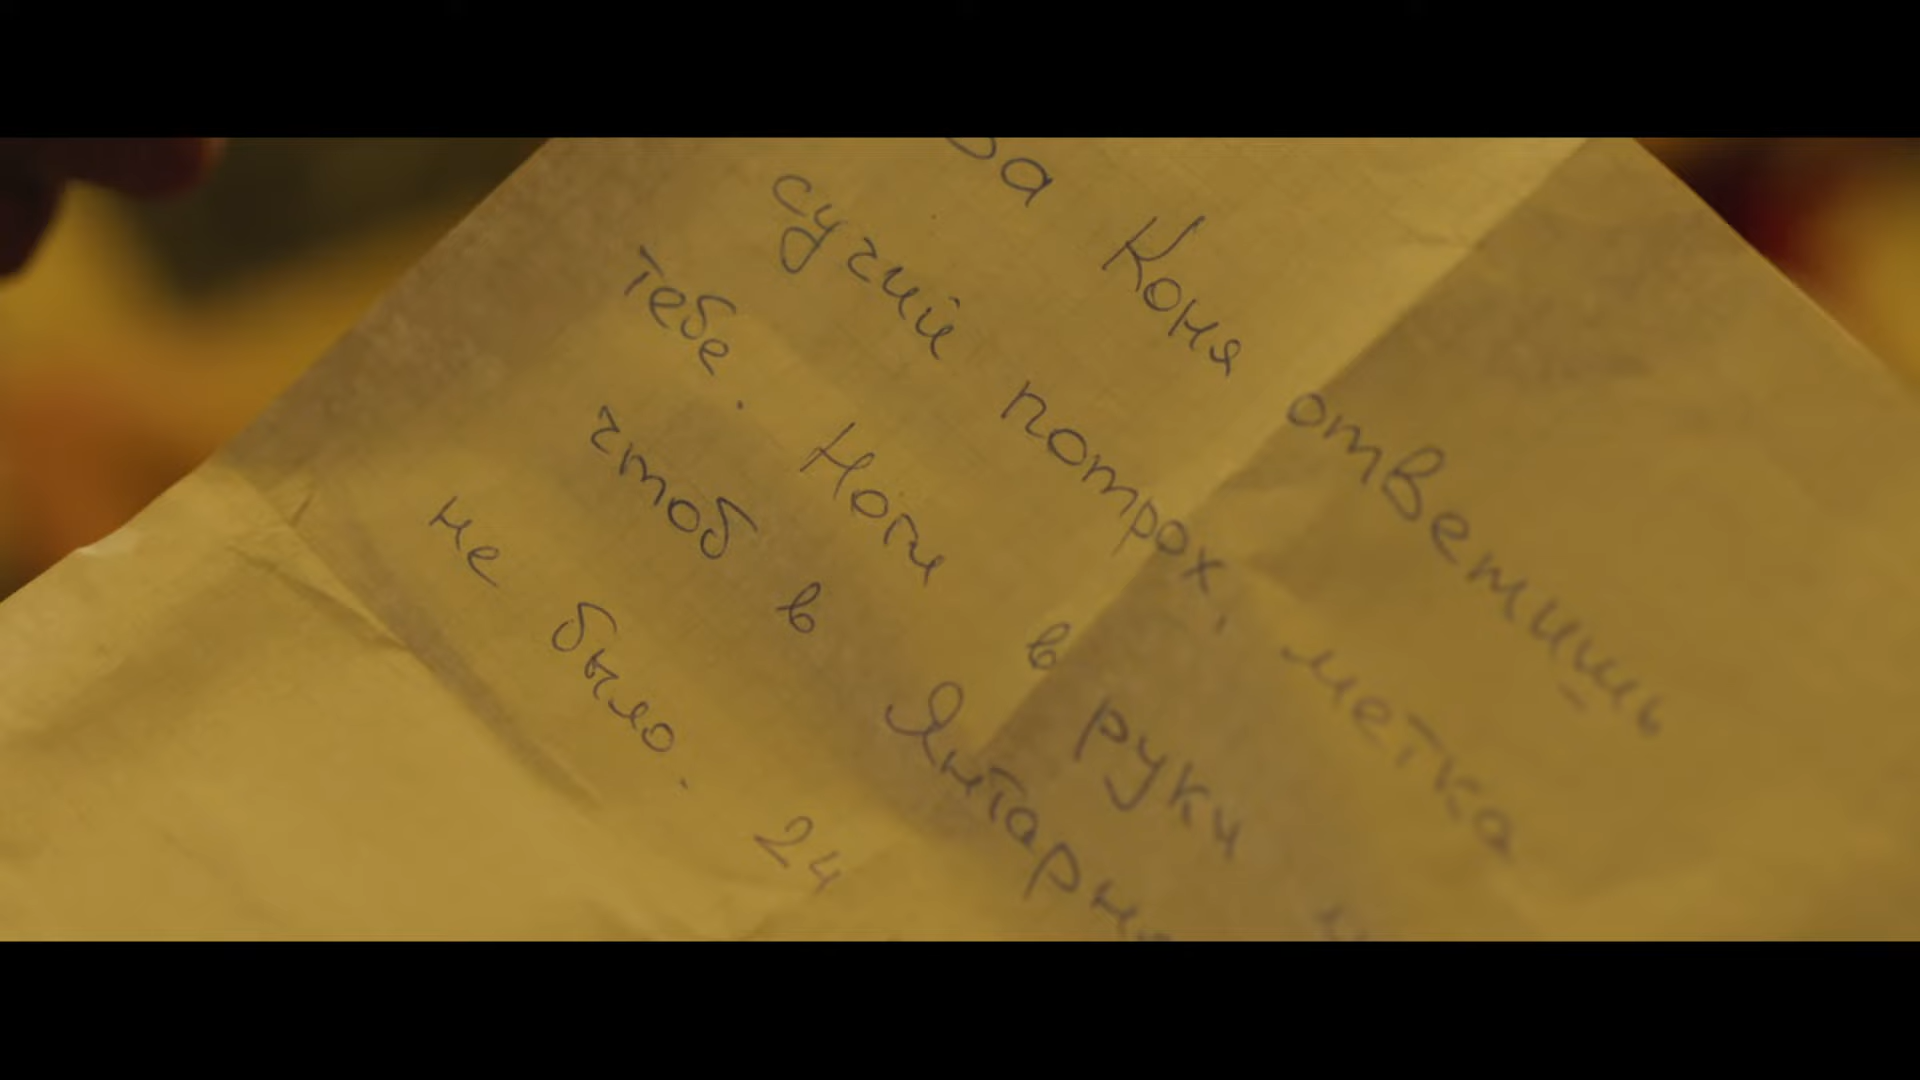 За Коня ответишь
сучий потрох, метка
тебе. Ноги в руки и
чтоб в Янтарн
не было. 24